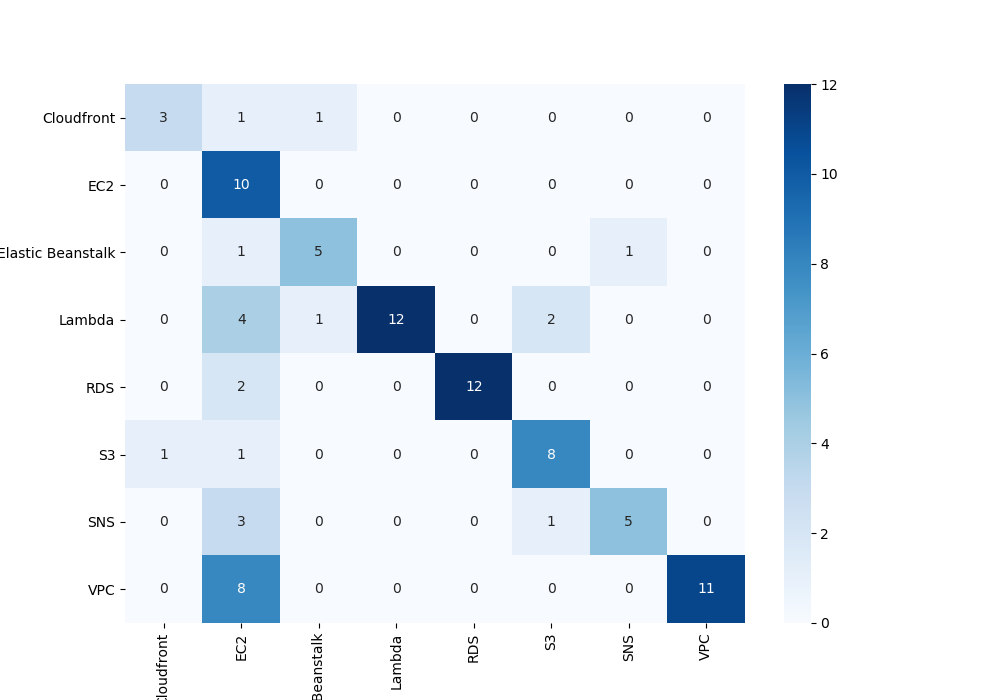 Cloudfront 3 1 1 0 0 0 0 0
EC2 0 10 0 0 0 0 0 0
Elastic Beanstalk 0 1 5 0 0 0 1 0
Lambda 0 4 1 12 0 2 0 0
RDS 0 2 0 0 12 0 0 0
S3 1 1 0 0 0 8 0 0
SNS 0 3 0 0 0 1 5 0
VPC 0 8 0 0 0 0 0 11
Cloudfront
EC2
Beanstalk
Lambda
RDS
S3
SNS
VPC
12
10
8
6
4
2
0